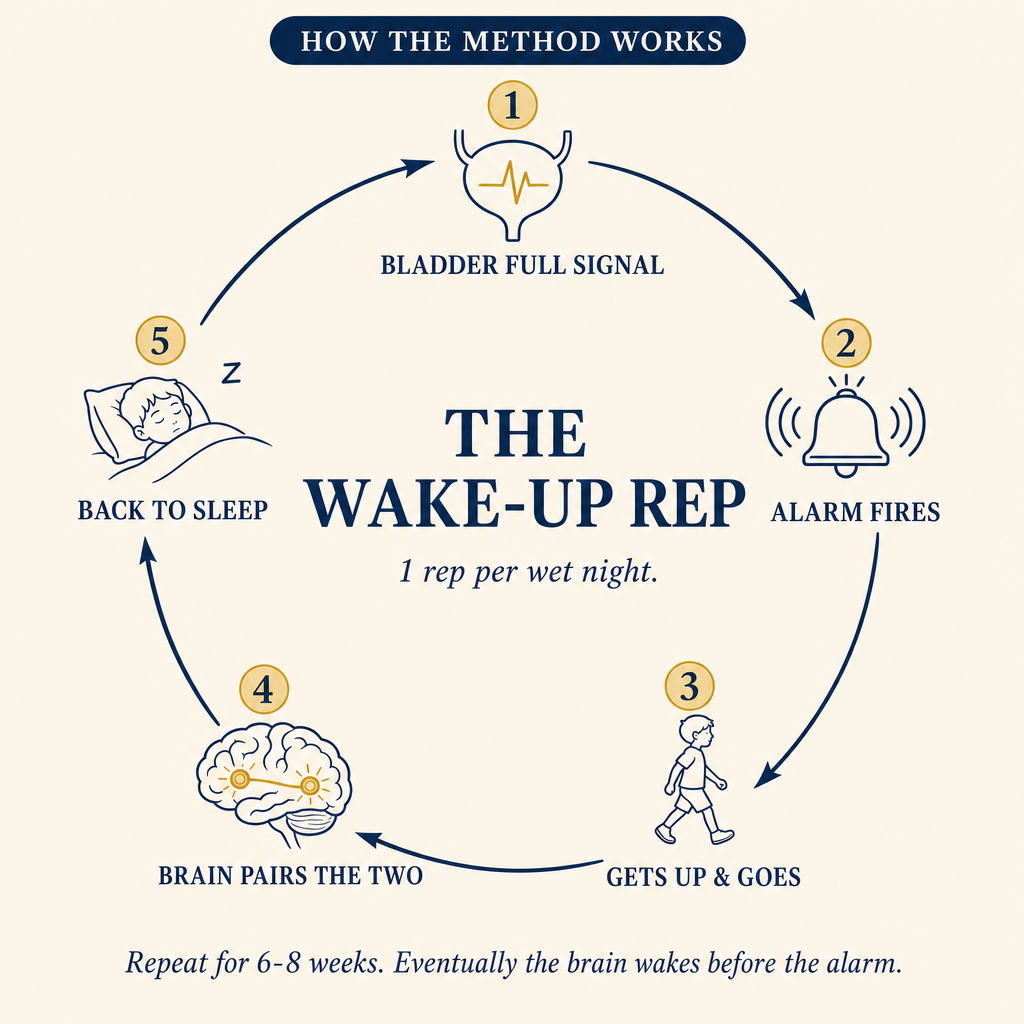 HOW THE METHOD WORKS
1
BLADDER FULL SIGNAL
2
ALARM FIRES
3
GETS UP & GOES
4
BRAIN PAIRS THE TWO
5
Z
BACK TO SLEEP
THE
WAKE-UP REP
1 rep per wet night.
Repeat for 6-8 weeks. Eventually the brain wakes before the alarm.